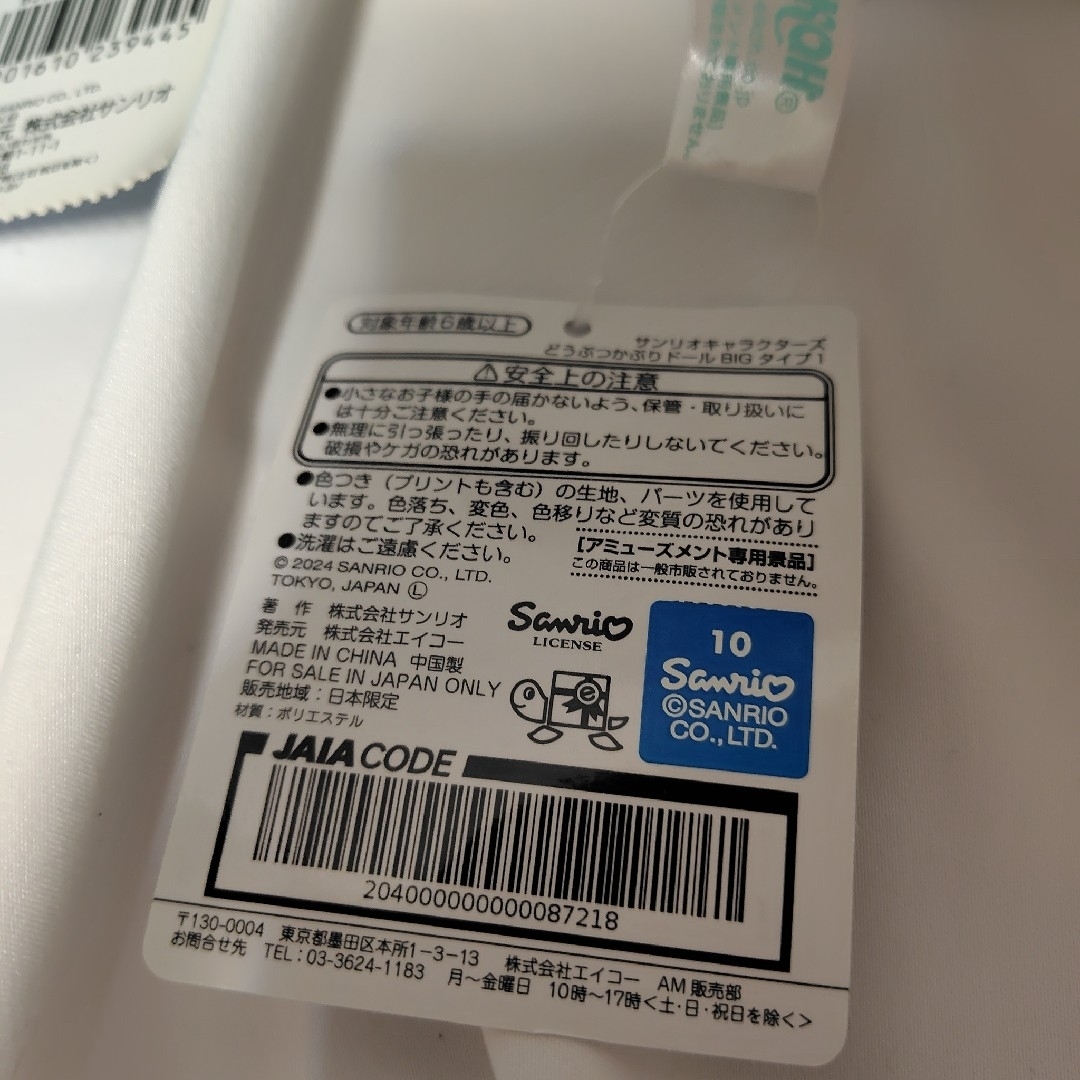 239445
SANRIO CO., LTD.
株式会社サンリオ
対象年齢6歳以上
サンリオキャラクターズ
どうぶつかぶりドール BIG タイプ1
⚠安全上の注意
●小さなお子様の手の届かないよう、保管・取り扱いに
は十分ご注意ください。
●無理に引っ張ったり、振り回したりしないでください。
破損やケガの恐れがあります。
●色つき(プリントも含む)の生地、パーツを使用して
います。色落ち、変色、色移りなど変質の恐れがあり
ますのでご了承ください。
●洗濯はご遠慮ください。
[アミューズメント専用景品]
この商品は一般市販されておりません。
© 2024 SANRIO CO., LTD.
TOKYO, JAPAN Ⓛ
著 作 株式会社サンリオ
発売元 株式会社エイコー
MADE IN CHINA 中国製
FOR SALE IN JAPAN ONLY
販売地域:日本限定
材質:ポリエステル
Sanrio
LICENSE
e
10
Sanrio
©SANRIO
CO., LTD.
JAIA CODE
2040000000000087218
〒130-0004 東京都墨田区本所1-3-13 株式会社エイコー AM 販売部
お問合せ先 TEL:03-3624-1183 月~金曜日 10時~17時<土・日・祝日を除く>